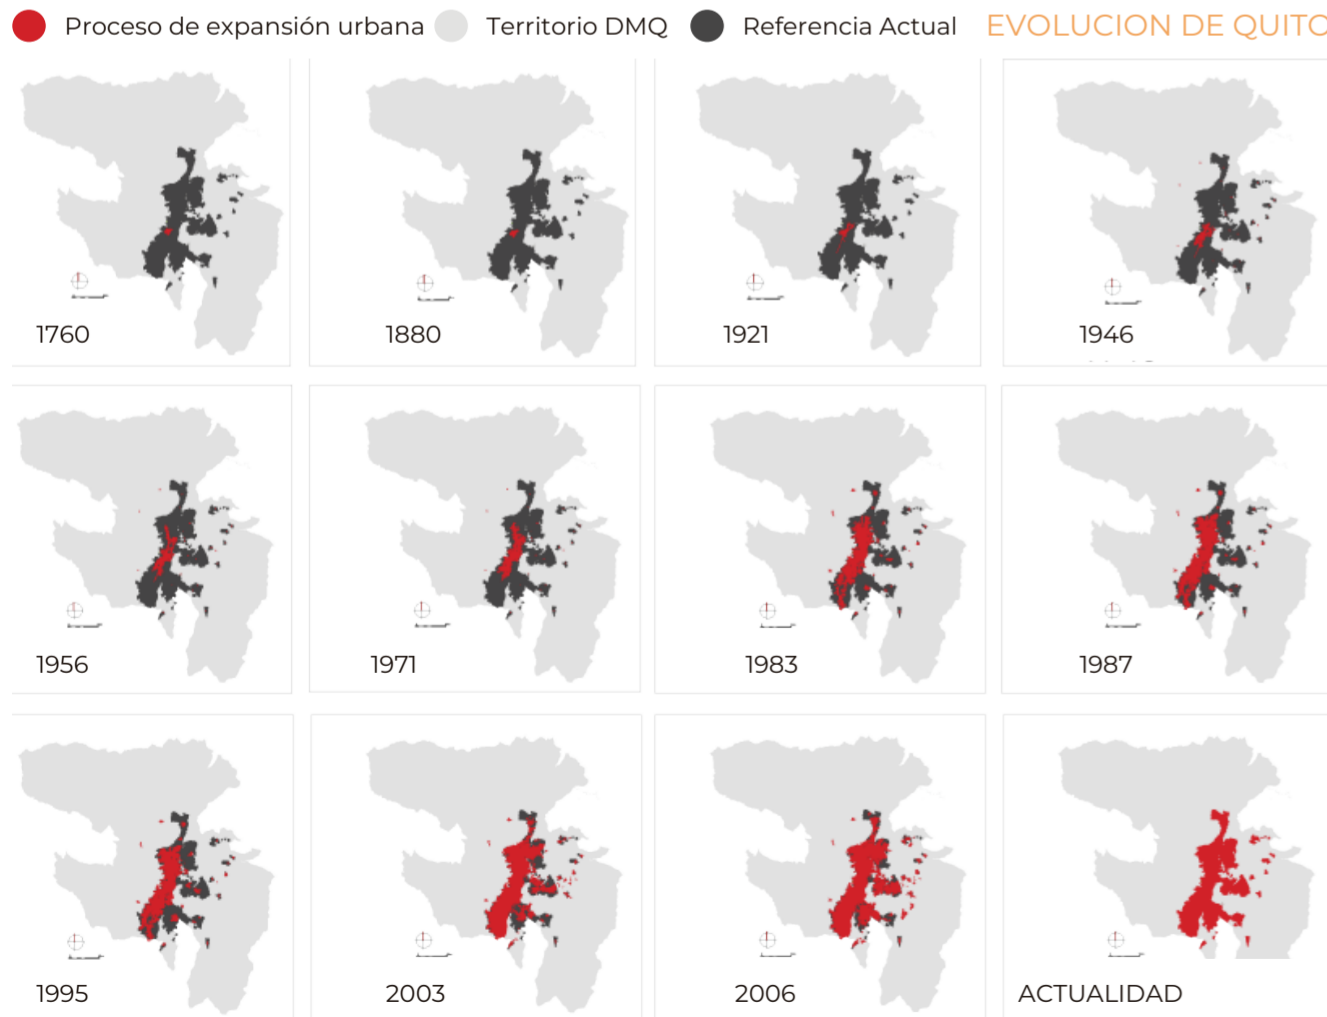 Proceso de expansión urbana Territorio DMQ Referencia Actual EVOLUCION DE QUITO
1760 1880 1921 1946
1956 1971 1983 1987
1995 2003 2006 ACTUALIDAD